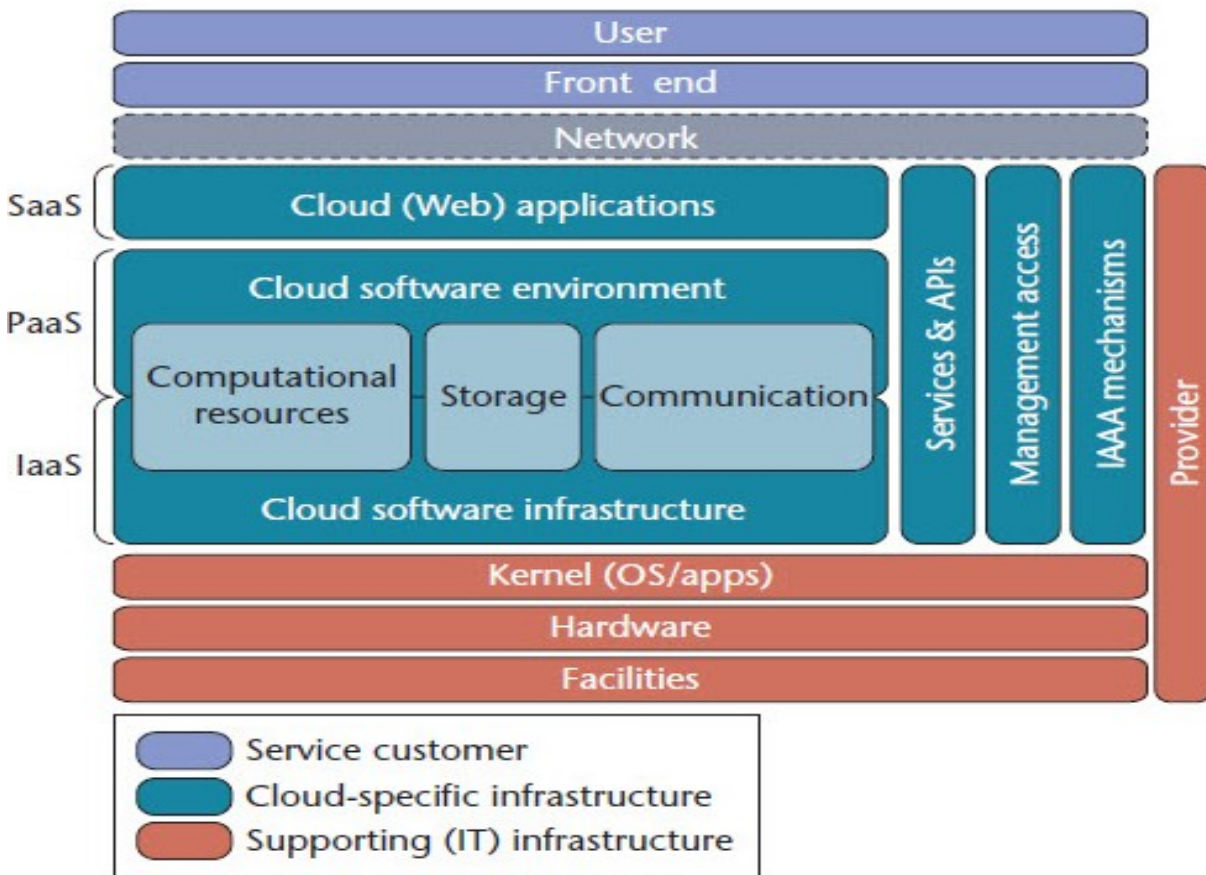 User
Front end
Network
SaaS
Cloud (Web) applications
PaaS
Cloud software environment
Computational
resources
Storage
Communication
IaaS
Cloud software infrastructure
Services & APIs
Management access
IAAA mechanisms
Provider
Kernel (OS/apps)
Hardware
Facilities
Service customer
Cloud-specific infrastructure
Supporting (IT) infrastructure